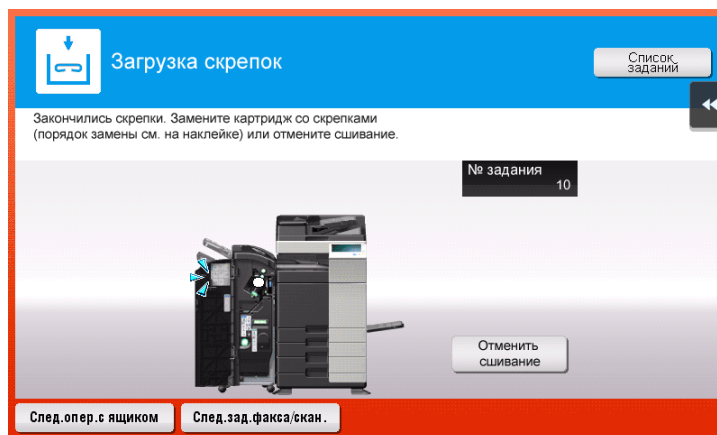 Загрузка скрепок
Список
заданий
Закончились скрепки. Замените картридж со скрепками
(порядок замены см. на наклейке) или отмените сшивание.
№ задания
10
Отменить
сшивание
След.опер.с ящиком
След.зад.факса/скан.